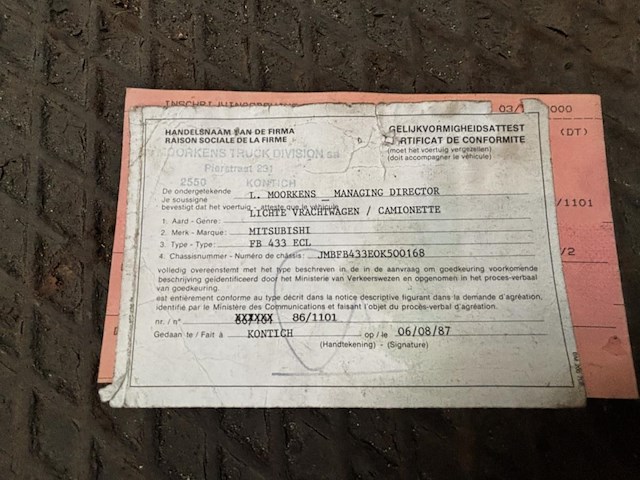 03/ 000
(DT)
/1101
/2
HANDELSNAAM VAN DE FIRMA
RAISON SOCIALE DE LA FIRME
GELIJKVORMIGHEIDSATTEST
CERTIFICAT DE CONFORMITE
(moet het voertuig vergezellen)
(doit accompagner le véhicule)
MOORKENS TRUCK DIVISION sa
Pierstraat 231
2550 KONTICH
De ondergetekende
Je soussigne L. MOORKENS _ MANAGING DIRECTOR
bevestigt dat het voertuig - atteste que le véhicule
1. Aard - Genre: LICHTE VRACHTWAGEN / CAMIONETTE
2. Merk - Marque: MITSUBISHI
3. Type - Type: FB 433 ECL
4. Chassisnummer - Numéro de châssis: JMBFB433E0K500168
volledig overeenstemt met het type beschreven in de in de aanvraag om goedkeuring voorkomende
beschrijving geïdentificeerd door het Ministerie van Verkeerswezen en opgenomen in het proces-verbaal
van goedkeuring.
est entièrement conforme au type décrit dans la notice descriptive figurant dans la demande d'agréation,
identifié par le Ministère des Communications et faisant l'objet du procès-verbal d'agréation.
nr. / n° 86/1101
Gedaan te / Fait à KONTICH op / le 06/08/87
(Handtekening) - (Signature)